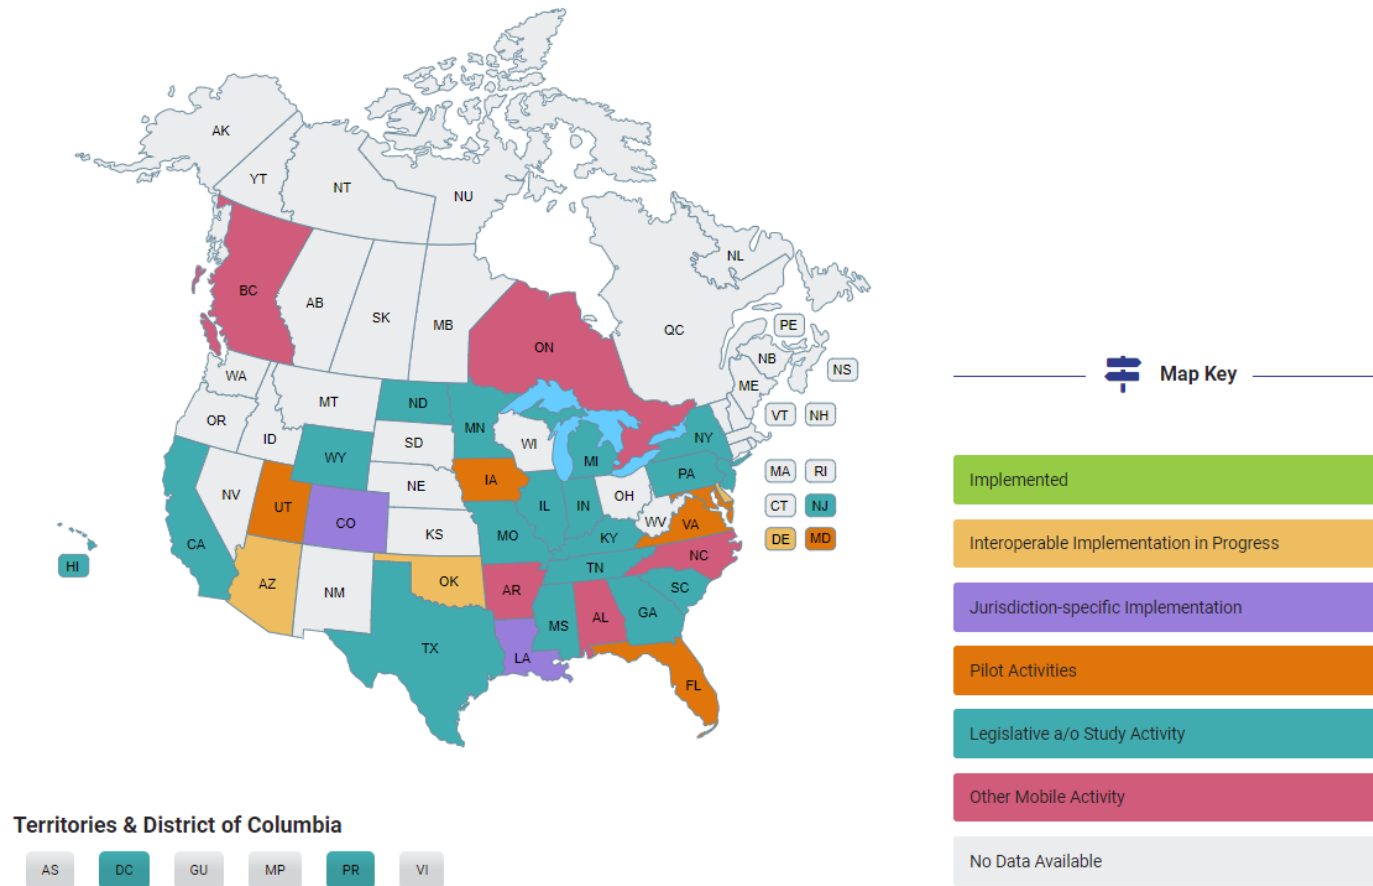 AK
YT
NT
NU
NL
BC
AB
SK
MB
ON
QC
PE
NB
NS
ME
WA
OR
ID
MT
ND
MN
SD
WI
MI
NY
VT NH
WY
NE
IA
PA
MA RI
NV
UT
CO
KS
IL
IN
OH
WV
VA
CT NJ
CA
MO
KY
DE MD
HI
AZ
NM
OK
AR
TN
NC
SC
TX
LA
MS
AL
GA
FL
Map Key
Implemented
Interoperable Implementation in Progress
Jurisdiction-specific Implementation
Pilot Activities
Legislative a/o Study Activity
Other Mobile Activity
No Data Available
Territories & District of Columbia
AS DC GU MP PR VI